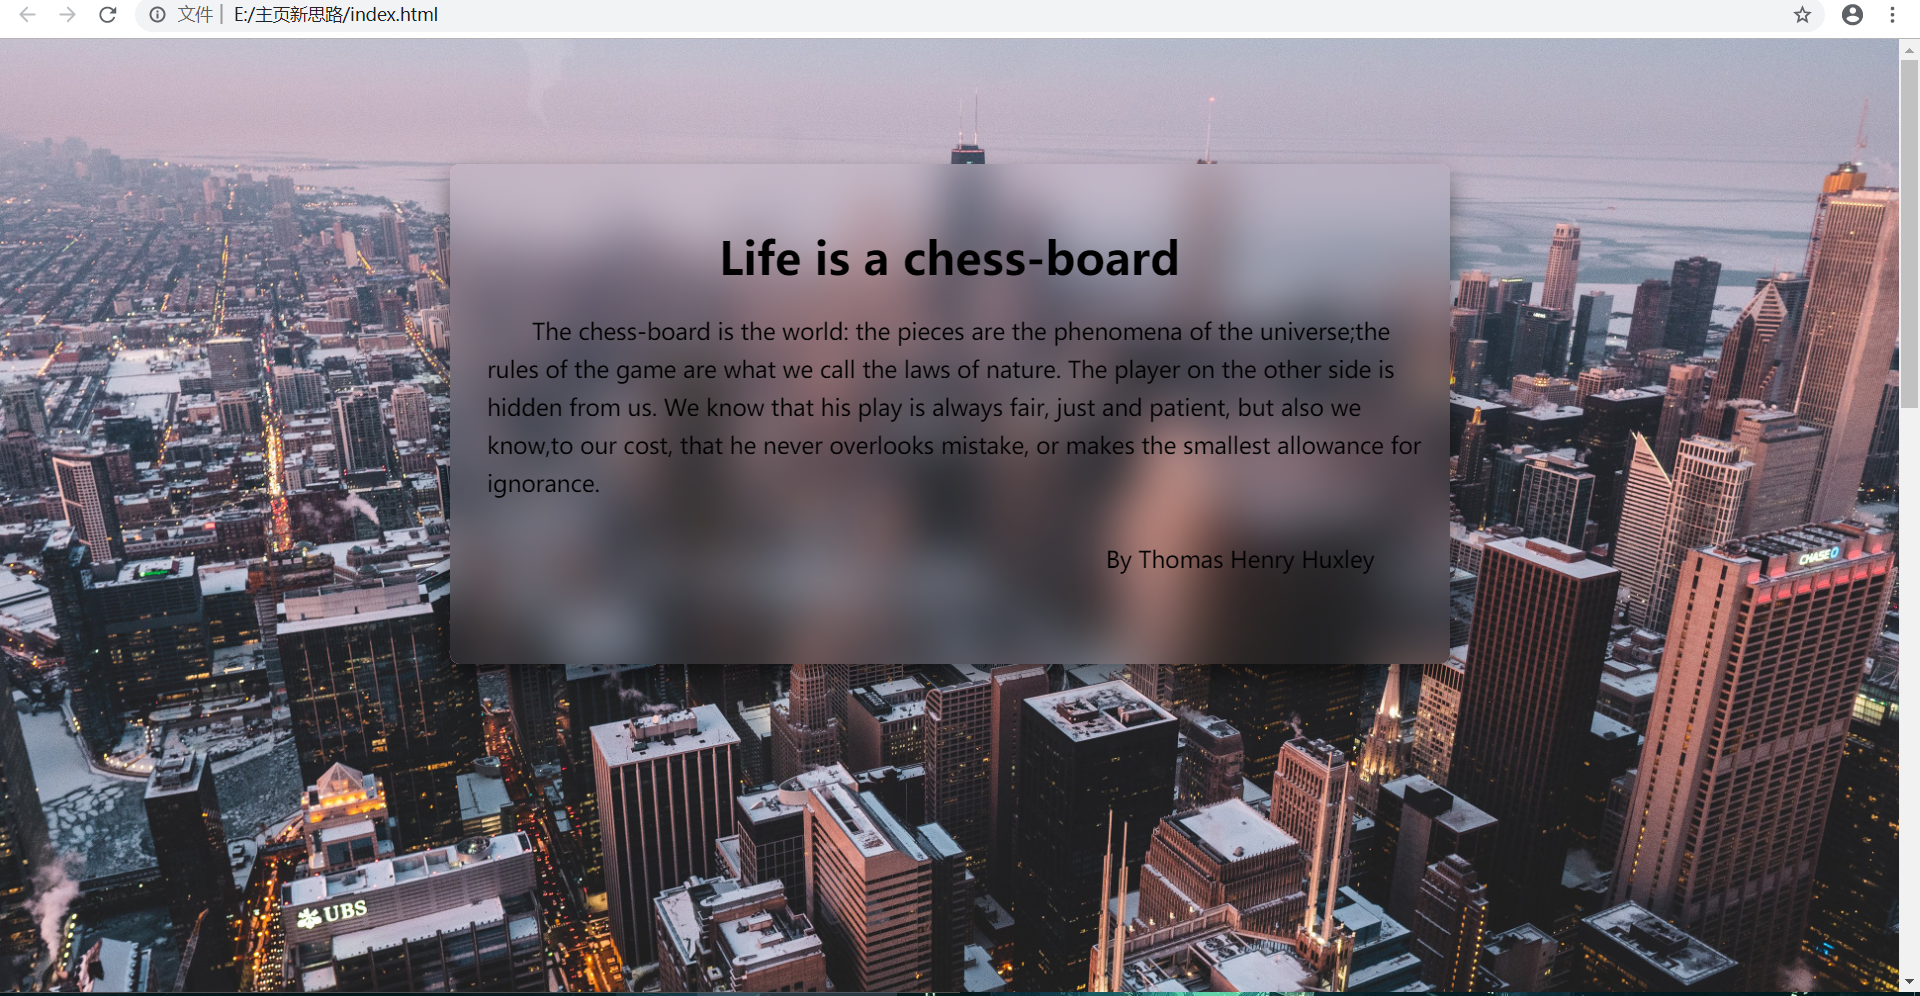 文件 | E:/主页新思路/index.html
Life is a chess-board
The chess-board is the world: the pieces are the phenomena of the universe;the
rules of the game are what we call the laws of nature. The player on the other side is
hidden from us. We know that his play is always fair, just and patient, but also we
know,to our cost, that he never overlooks mistake, or makes the smallest allowance for
ignorance.
By Thomas Henry Huxley
CHASE
UBS